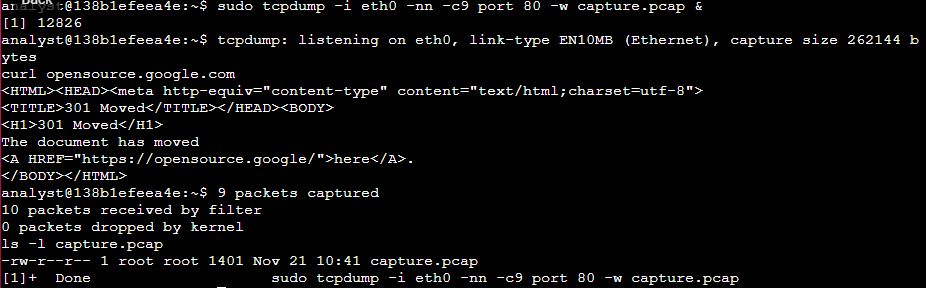 analyst@138b1efeea4e:~$ sudo tcpdump -i eth0 -nn -c9 port 80 -w capture.pcap &
[1] 12826
analyst@138b1efeea4e:~$ tcpdump: listening on eth0, link-type EN10MB (Ethernet), capture size 262144 b
ytes
curl opensource.google.com
<HTML><HEAD><meta http-equiv="content-type" content="text/html;charset=utf-8">
<TITLE>301 Moved</TITLE></HEAD><BODY>
<H1>301 Moved</H1>
The document has moved
<A HREF="https://opensource.google/">here</A>.
</BODY></HTML>
analyst@138b1efeea4e:~$ 9 packets captured
10 packets received by filter
0 packets dropped by kernel
ls -l capture.pcap
-rw-r--r-- 1 root root 1401 Nov 21 10:41 capture.pcap
[1]+  Done                    sudo tcpdump -i eth0 -nn -c9 port 80 -w capture.pcap